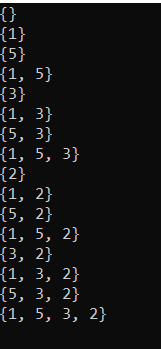 {}
{1}
{5}
{1, 5}
{3}
{1, 3}
{5, 3}
{1, 5, 3}
{2}
{1, 2}
{5, 2}
{1, 5, 2}
{3, 2}
{1, 3, 2}
{5, 3, 2}
{1, 5, 3, 2}